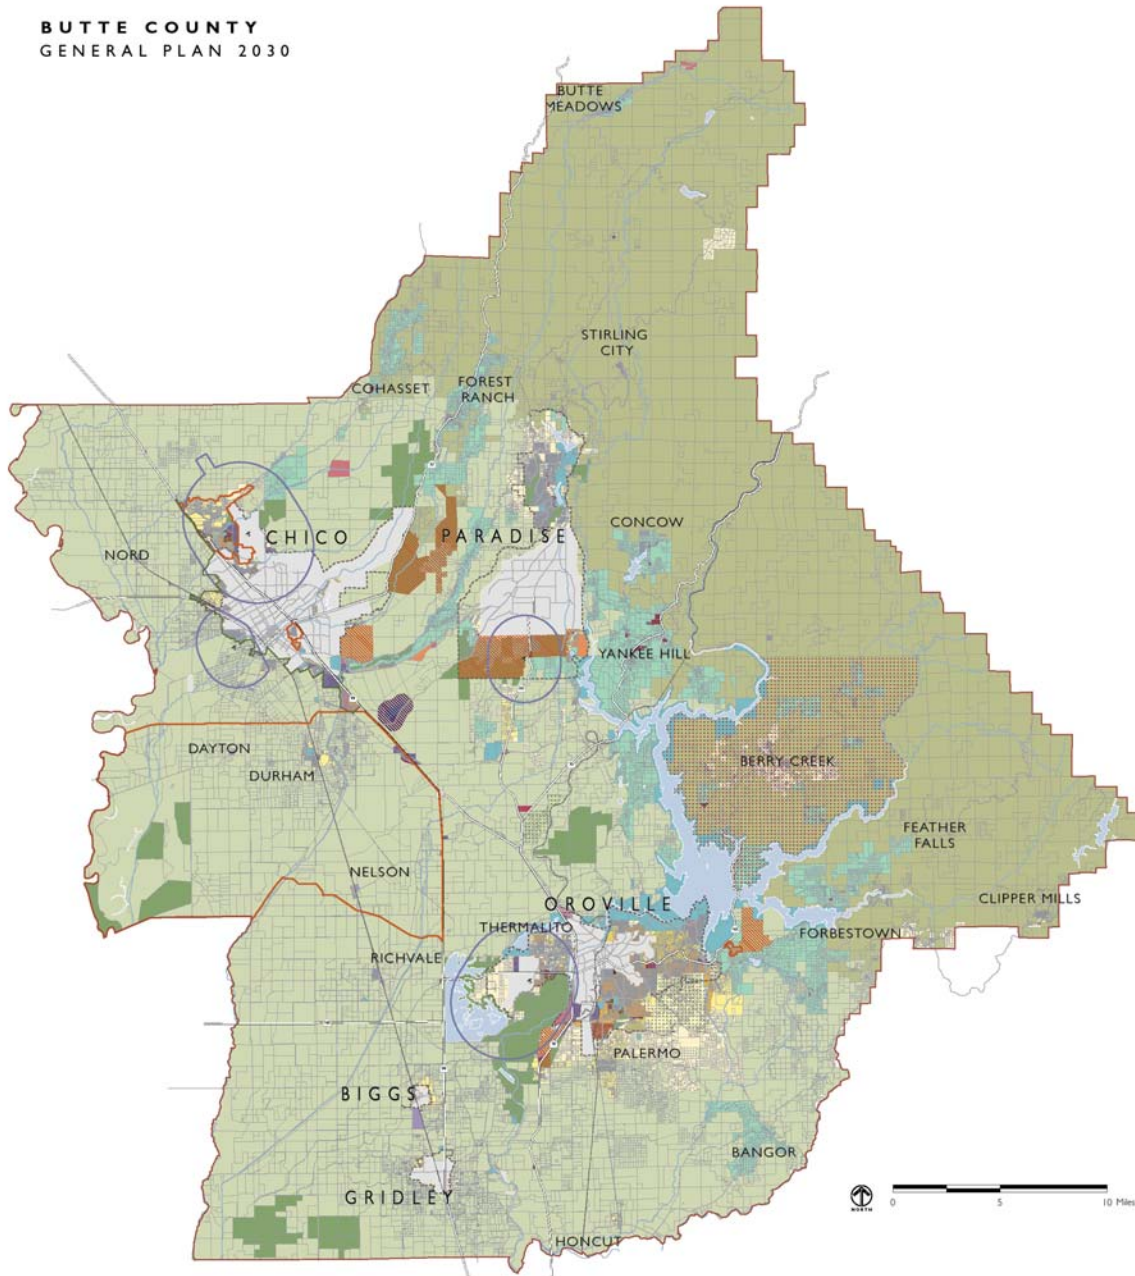 BUTTE COUNTY
GENERAL PLAN 2030
BUTTE
MEADOWS
STIRLING
CITY
COHASSET
FOREST
RANCH
CHICO
PARADISE
CONCOW
NORD
YANKEE HILL
DAYTON
DURHAM
BERRY CREEK
FEATHER
FALLS
NELSON
CLIPPER MILLS
OROVILLE
THERMALITO
FORBESTOWN
RICHVALE
PALERMO
BIGGS
BANGOR
GRIDLEY
NORTH
0 5 10 Miles
HONCUT